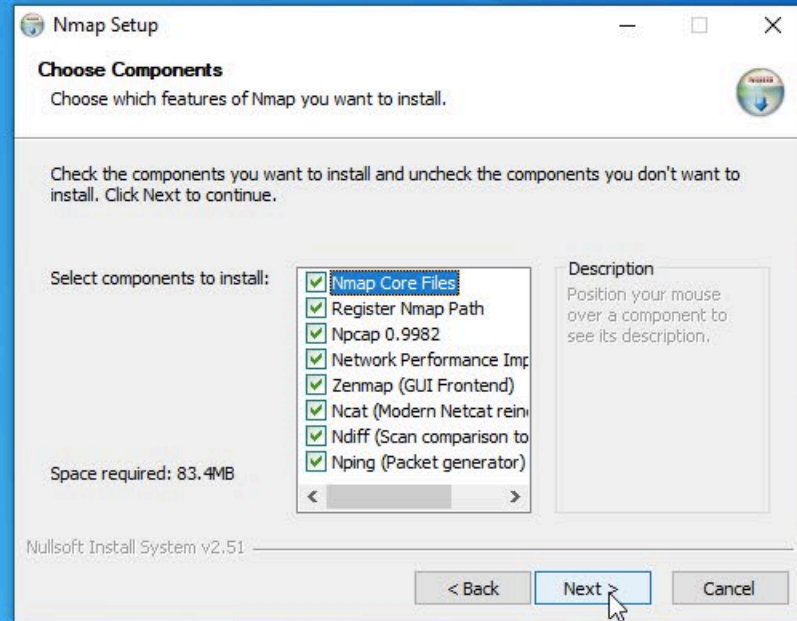 Nmap Setup
Choose Components
Choose which features of Nmap you want to install.
Check the components you want to install and uncheck the components you don't want to
install. Click Next to continue.
Select components to install:
Nmap Core Files
Register Nmap Path
Npcap 0.9982
Network Performance Imp
Zenmap (GUI Frontend)
Ncat (Modern Netcat rein
Ndiff (Scan comparison to
Nping (Packet generator)
Space required: 83.4MB
Description
Position your mouse
over a component to
see its description.
Nullsoft Install System v2.51
< Back
Next >
Cancel